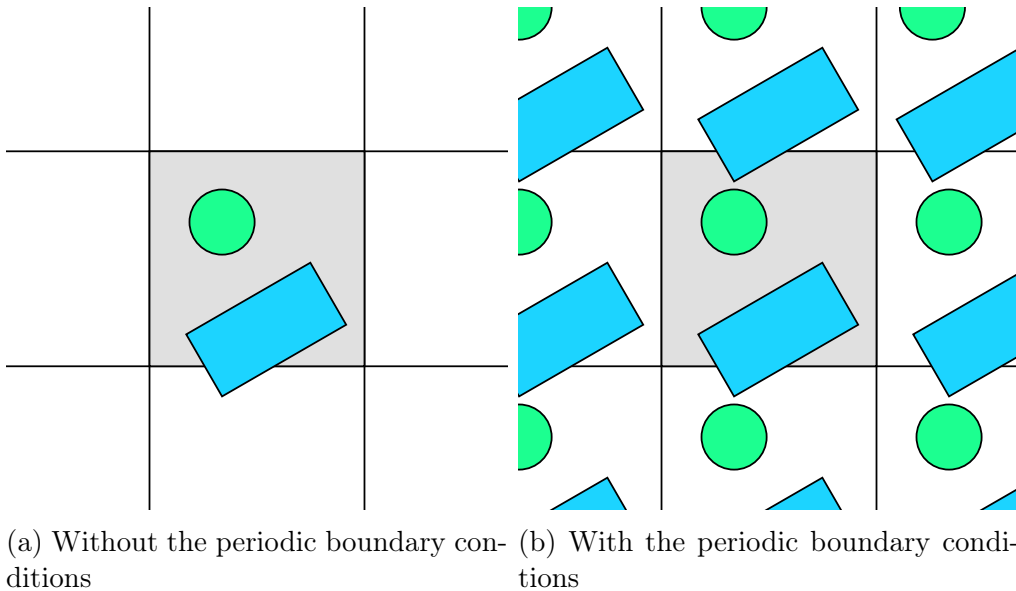 (a) Without the periodic boundary con-
ditions
(b) With the periodic boundary condi-
tions